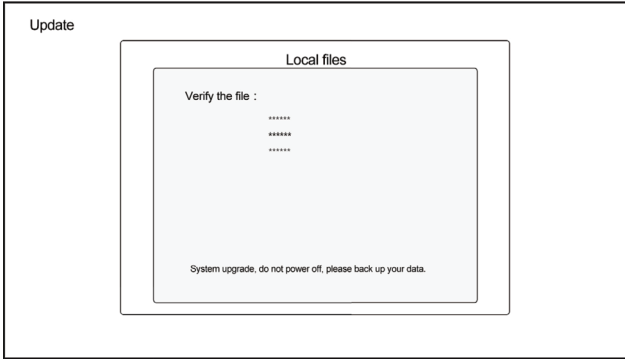 Update
Local files
Verify the file：
******
******
******
System upgrade, do not power off, please back up your data.